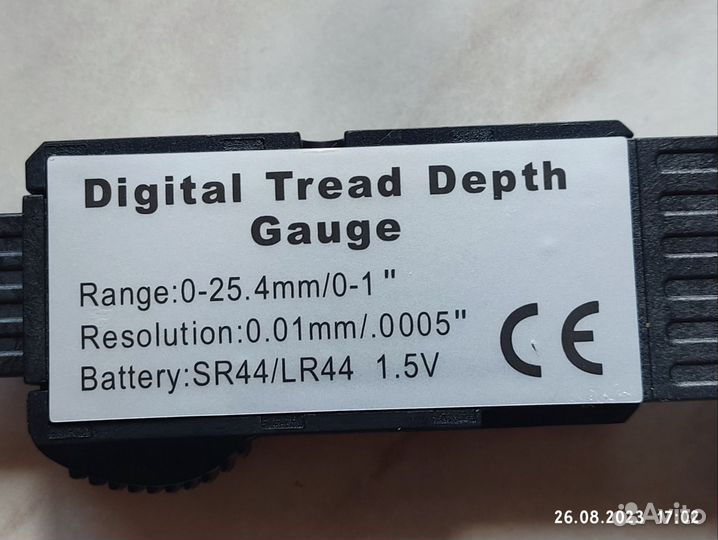 Digital Tread Depth
Gauge
Range:0-25.4mm/0-1"
Resolution:0.01mm/.0005"
Battery:SR44/LR44 1.5V
CE
Avito
26.08.2023 17:02